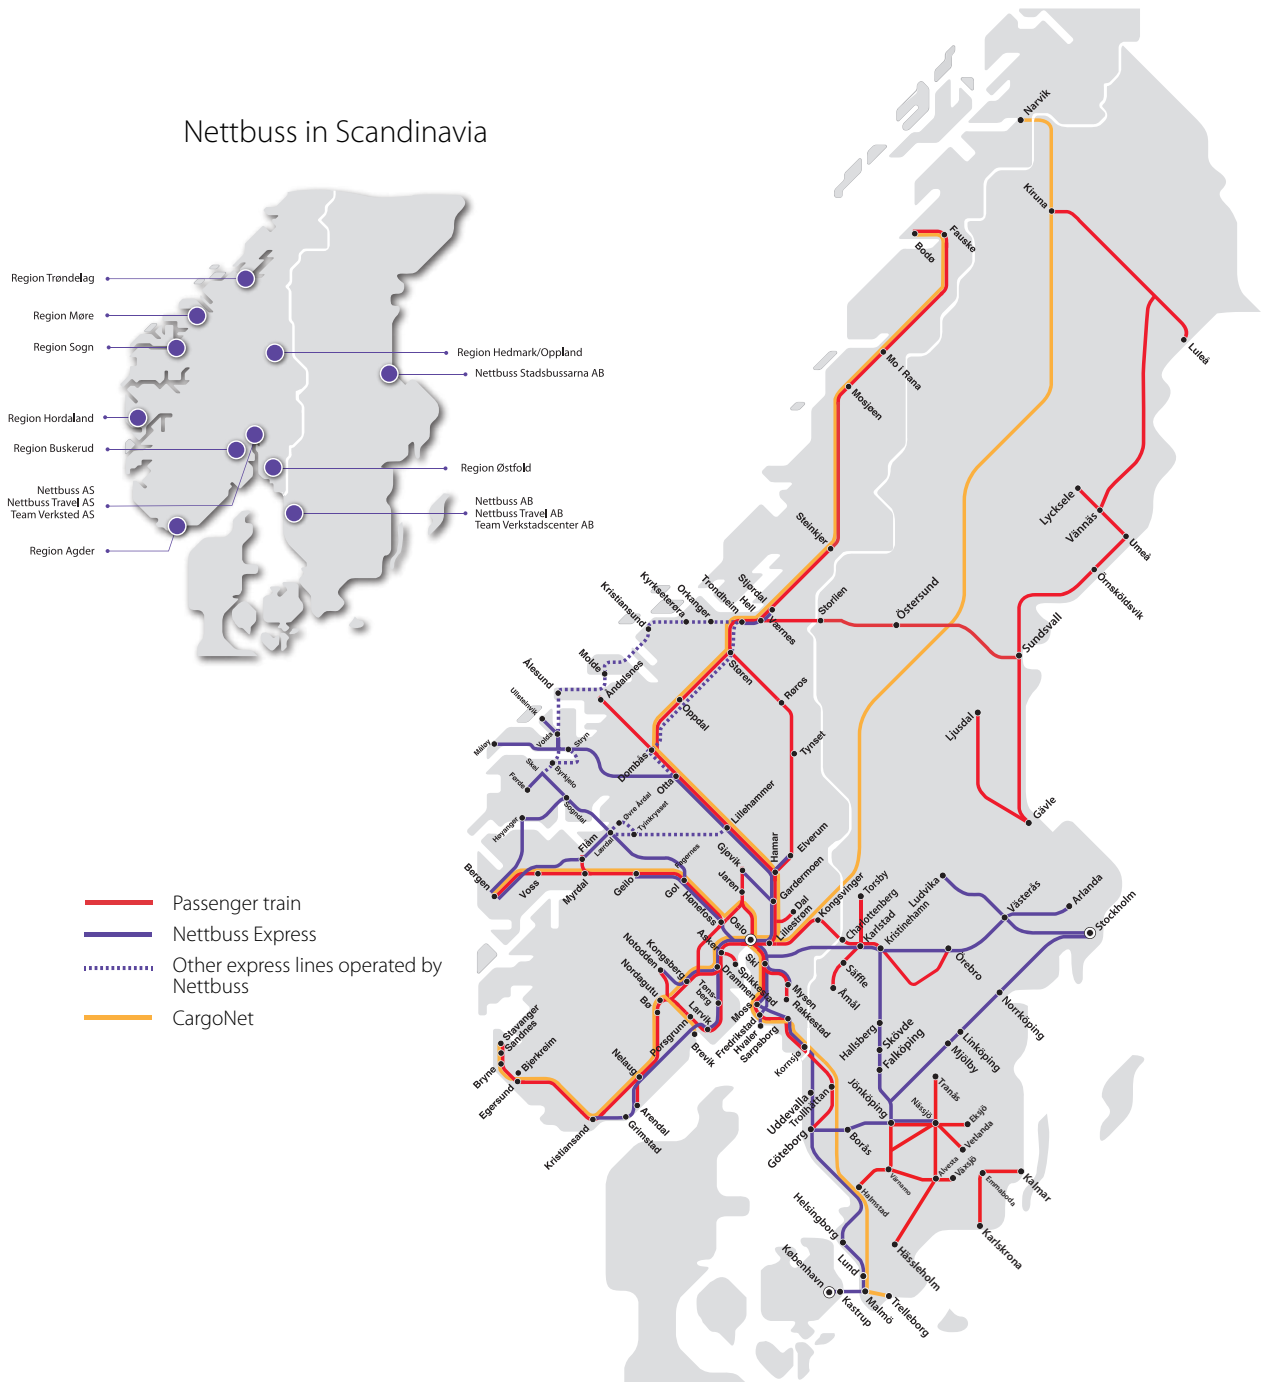 Nettbuss in Scandinavia
Region Trøndelag
Region Møre
Region Sogn
Region Hordaland
Region Buskerud
Nettbuss AS
Nettbuss Travel AS
Team Verksted AS
Region Agder
Region Hedmark/Oppland
Nettbuss Stadsbussarna AB
Region Østfold
Nettbuss AB
Nettbuss Travel AB
Team Verkstadscenter AB
Passenger train
Nettbuss Express
Other express lines operated by
Nettbuss
CargoNet
Narvik
Kiruna
Fauske
Bodø
Luleå
Mo i Rana
Mosjøen
Lycksele
Vännäs
Umeå
Örnsköldsvik
Steinkjer
Stjørdal
Hell
Værnes
Trondheim
Orkanger
Kyrkseterøra
Kristiansund
Storlien
Östersund
Sundsvall
Molde
Åndalsnes
Ålesund
Ullsteinvik
Volda
Stryn
Måløy
Støren
Røros
Oppdal
Tynset
Ljusdal
Gävle
Dombås
Otta
Skei
Byrkjelo
Førde
Sogndal
Høyanger
Øvre Årdal
Tyinkrysset
Lærdal
Flåm
Lillehammer
Gjøvik
Hamar
Elverum
Fagernes
Bergen
Voss
Myrdal
Geilo
Gol
Hønefoss
Jaren
Gardermoen
Dal
Kongsvinger
Torsby
Charlottenberg
Karlstad
Kristinehamn
Ludvika
Västerås
Arlanda
Stockholm
Oslo
Lillestrøm
Asker
Ski
Kongsberg
Notodden
Nordagutu
Bø
Drammen
Spikkestad
Tøns-
berg
Larvik
Porsgrunn
Brevik
Moss
Fredrikstad
Hvaler
Sarpsborg
Mysen
Rakkestad
Kornsjø
Säffle
Åmål
Örebro
Hallsberg
Skövde
Falköping
Norrköping
Linköping
Mjölby
Stavanger
Sandnes
Bryne
Bjerkreim
Egersund
Nelaug
Arendal
Grimstad
Kristiansand
Uddevalla
Trollhättan
Göteborg
Borås
Jönköping
Nässjö
Tranås
Eksjö
Vetlanda
Värnamo
Alvesta
Växsjö
Emmaboda
Kalmar
Karlskrona
Halmstad
Helsingborg
Hässleholm
Lund
København
Kastrup
Malmö
Trelleborg